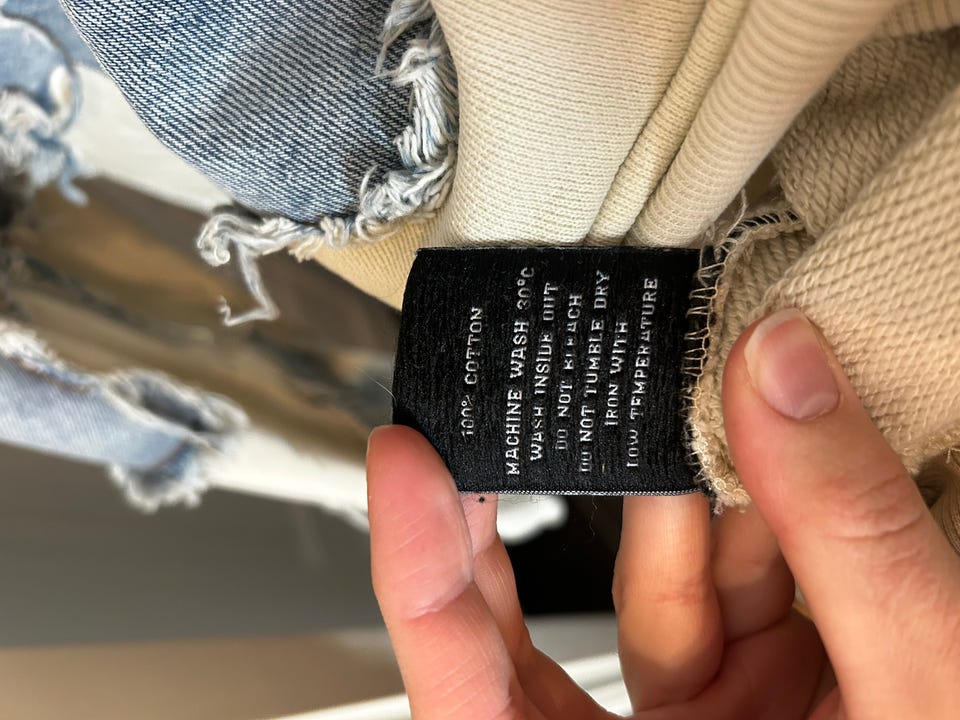 100% COTTON
MACHINE WASH 30°C
WASH INSIDE OUT
DO NOT BLEACH
DO NOT TUMBLE DRY
IRON WITH
LOW TEMPERATURE